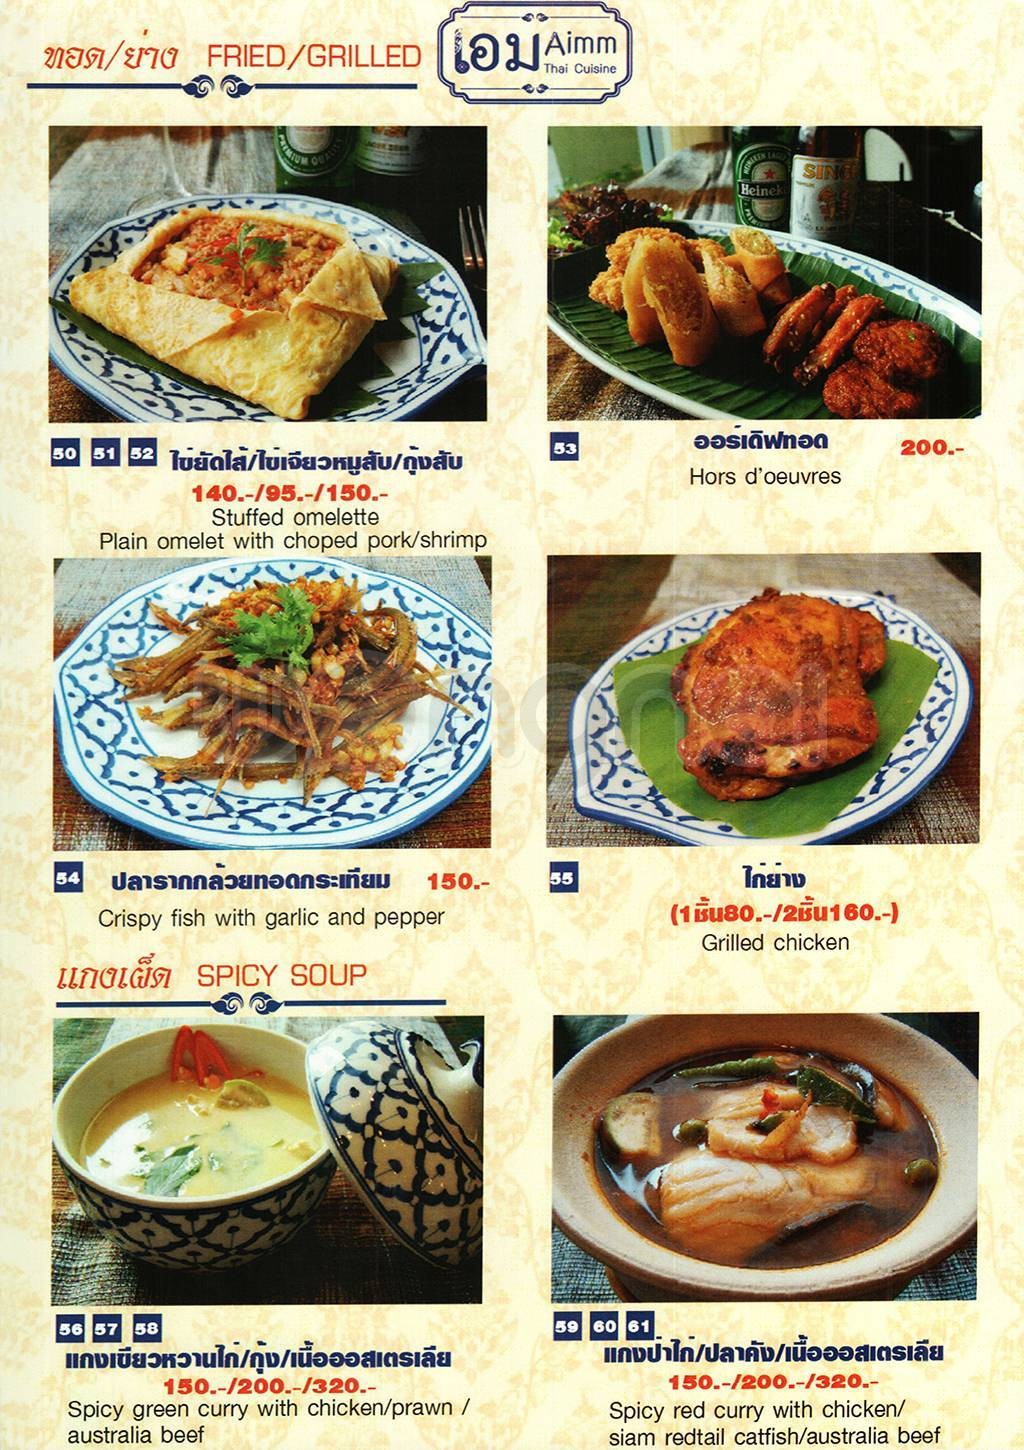 ทอด/ย่าง FRIED/GRILLED
เอม Aimm
Thai Cuisine
PREMIUM QUALITY
LAGER BEER
HEINEKEN LAGER
Heineken
SINGHA
50 51 52 ไข่ยัดไส้/ไข่เจียวหมูสับ/กุ้งสับ
140.-/95.-/150.-
Stuffed omelette
Plain omelet with choped pork/shrimp
53 ออร์เดิฟทอด 200.-
Hors d'oeuvres
54 ปลารากกล้วยทอดกระเทียม 150.-
Crispy fish with garlic and pepper
55 ไก่ย่าง
(1ชิ้น80.-/2ชิ้น160.-)
Grilled chicken
แกงเผ็ด SPICY SOUP
56 57 58
แกงเขียวหวานไก่/กุ้ง/เนื้อออสเตรเลีย
150.-/200.-/320.-
Spicy green curry with chicken/prawn /
australia beef
59 60 61
แกงป่าไก่/ปลาคัง/เนื้อออสเตรเลีย
150.-/200.-/320.-
Spicy red curry with chicken/
siam redtail catfish/australia beef